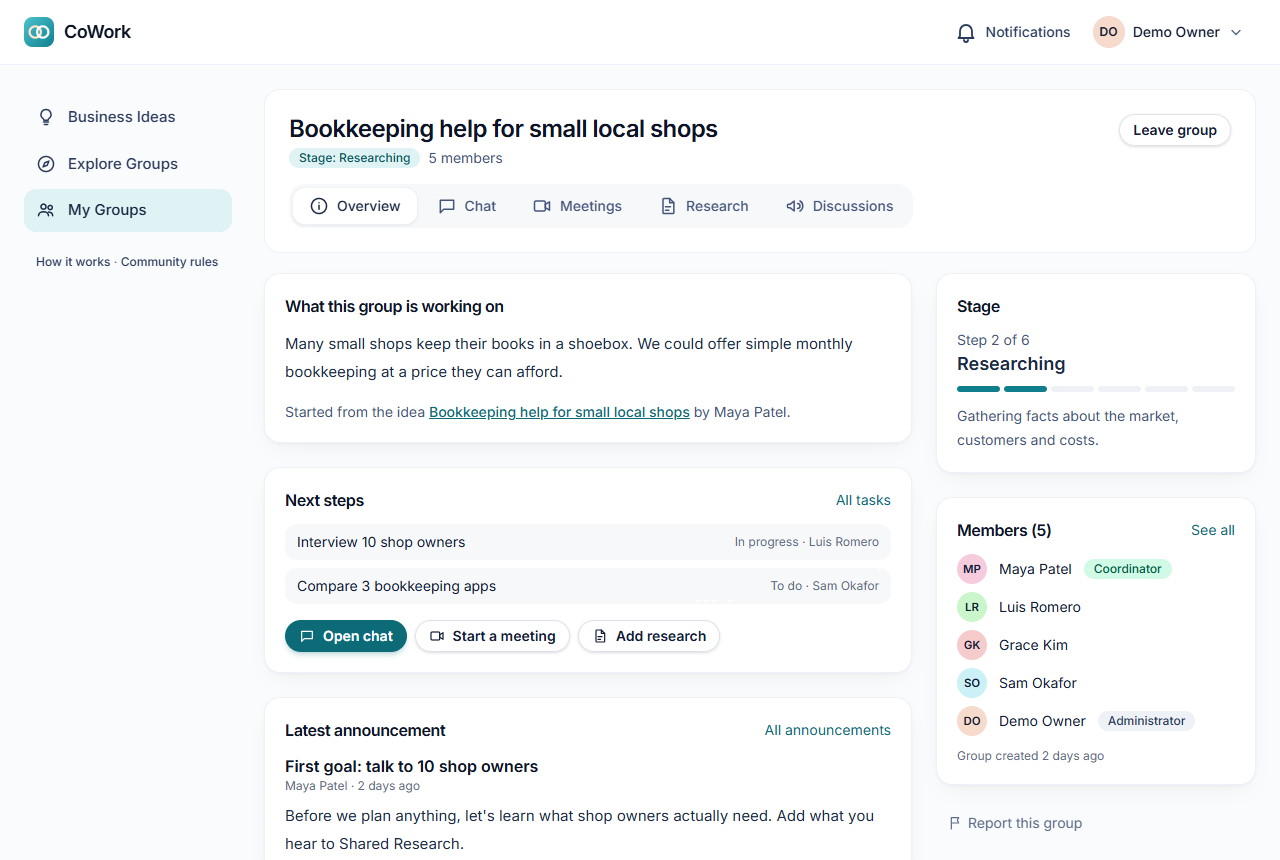 CoWork
Notifications
DO
Demo Owner
Business Ideas
Explore Groups
My Groups
How it works · Community rules
Bookkeeping help for small local shops
Leave group
Stage: Researching
5 members
Overview
Chat
Meetings
Research
Discussions
What this group is working on
Many small shops keep their books in a shoebox. We could offer simple monthly
bookkeeping at a price they can afford.
Started from the idea Bookkeeping help for small local shops by Maya Patel.
Next steps
All tasks
Interview 10 shop owners
In progress · Luis Romero
Compare 3 bookkeeping apps
To do · Sam Okafor
Open chat
Start a meeting
Add research
Latest announcement
All announcements
First goal: talk to 10 shop owners
Maya Patel · 2 days ago
Before we plan anything, let's learn what shop owners actually need. Add what you
hear to Shared Research.
Stage
Step 2 of 6
Researching
Gathering facts about the market,
customers and costs.
Members (5)
See all
MP
Maya Patel
Coordinator
LR
Luis Romero
GK
Grace Kim
SO
Sam Okafor
DO
Demo Owner
Administrator
Group created 2 days ago
Report this group